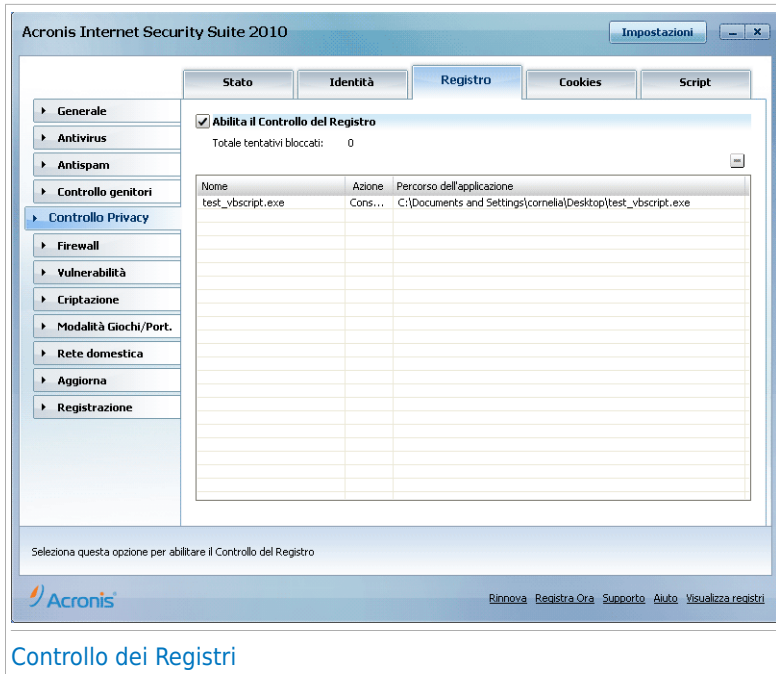 Acronis Internet Security Suite 2010
Impostazioni
Stato
Identità
Registro
Cookies
Script
Generale
Antivirus
Antispam
Controllo genitori
Controllo Privacy
Firewall
Vulnerabilità
Criptazione
Modalità Giochi/Port.
Rete domestica
Aggiorna
Registrazione
Abilita il Controllo del Registro
Totale tentativi bloccati: 0
Nome Azione Percorso dell'applicazione
test_vbscript.exe Cons... C:\Documents and Settings\cornelia\Desktop\test_vbscript.exe
Seleziona questa opzione per abilitare il Controllo del Registro
Acronis
Rinnova Registra Ora Supporto Aiuto Visualizza registri
Controllo dei Registri